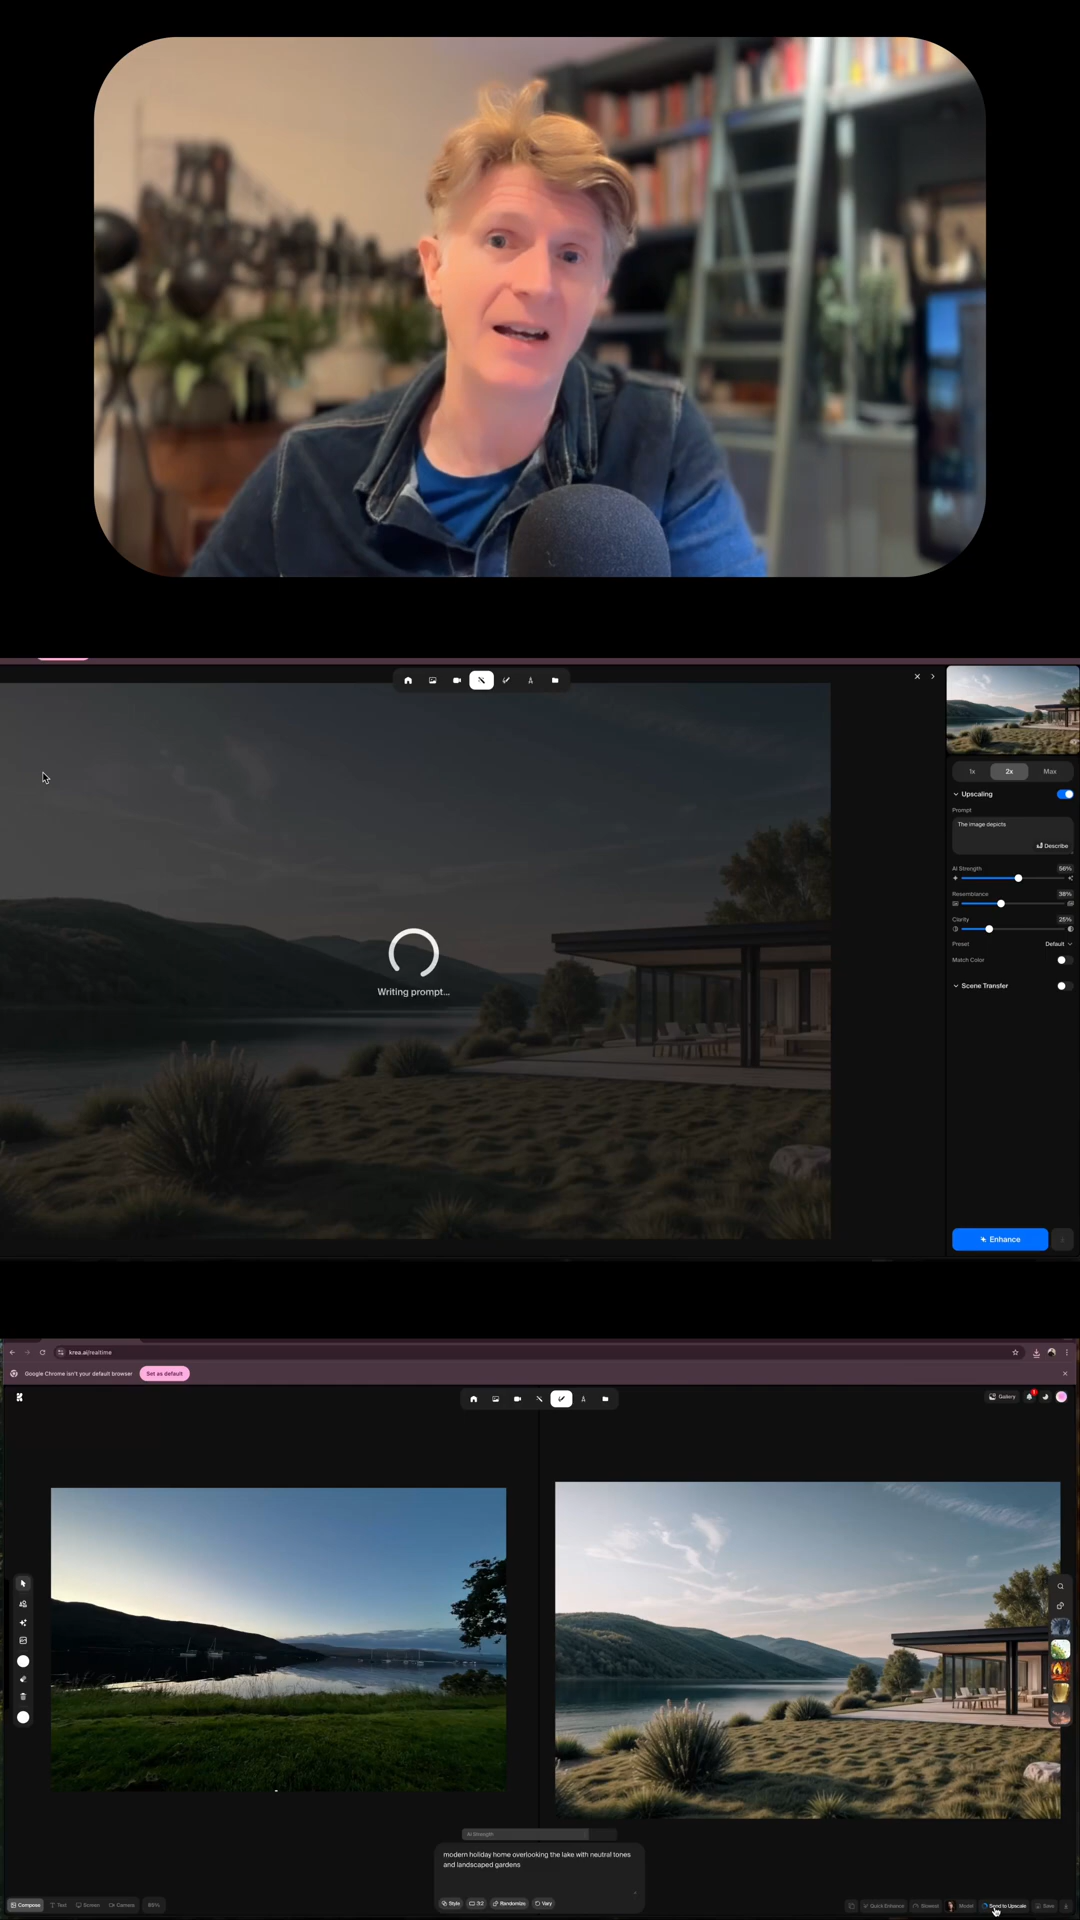 1x
2x
Max
Upscaling
Prompt
The image depicts
Describe
AI Strength
56%
Resemblance
38%
Clarity
25%
Preset
Default
Match Color
Scene Transfer
Writing prompt...
Enhance
krea.ai/realtime
Google Chrome isn't your default browser
Set as default
Gallery
AI Strength
modern holiday home overlooking the lake with neutral tones
and landscaped gardens
Style
3:2
Randomize
Vary
Compose
Text
Screen
Camera
Quick Enhance
Slowest
Model
Send to Upscale
Save